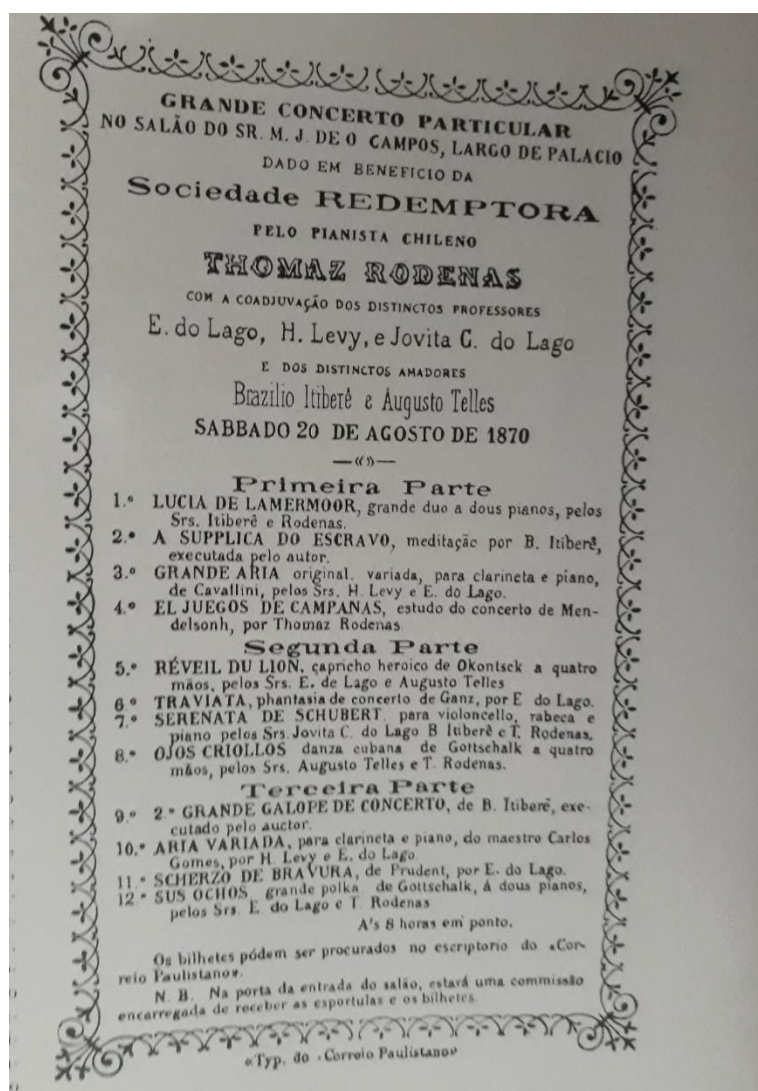 GRANDE CONCERTO PARTICULAR
NO SALÃO DO SR. M. J. DE O CAMPOS, LARGO DE PALACIO
DADO EM BENEFICIO DA
Sociedade REDEMPTORA
PELO PIANISTA CHILENO
THOMAZ RODENAS
COM A COADJUVAÇÃO DOS DISTINCTOS PROFESSORES
E. do Lago, H. Levy, e Jovita C. do Lago
E DOS DISTINCTOS AMADORES
Brazilio Itiberê e Augusto Telles
SABBADO 20 DE AGOSTO DE 1870
—«»—
Primeira Parte
1.º LUCIA DE LAMERMOOR, grande duo a dous pianos, pelos
Srs. Itiberê e Rodenas.
2.º A SUPPLICA DO ESCRAVO, meditação por B. Itiberê,
executada pelo autor.
3.º GRANDE ARIA original. variada, para clarineta e piano,
de Cavallini, pelos Srs. H. Levy e E. do Lago.
4.º EL JUEGOS DE CAMPANAS, estudo do concerto de Men-
delsonh, por Thomaz Rodenas.
Segunda Parte
5.º RÉVEIL DU LION, capricho heroico de Okontsck a quatro
mãos, pelos Srs. E. de Lago e Augusto Telles
6.º TRAVIATA, phantasia de concerto de Ganz, por E do Lago.
7.º SERENATA DE SCHUBERT, para violoncello, rabeca e
piano pelos Srs. Jovita C. do Lago B Itiberê e T. Rodenas.
8.º OJOS CRIOLLOS danza cubana de Gottschalk a quatro
mãos, pelos Srs. Augusto Telles e T. Rodenas.
Terceira Parte
9.º 2.º GRANDE GALOPE DE CONCERTO, de B. Itiberê, exe-
cutado pelo auctor.
10.º ARIA VARIADA, para clarineta e piano, do maestro Carlos
Gomes, por H. Levy e E. do Lago.
11.º SCHERZO DE BRAVURA, de Prudent, por E. do Lago.
12.º SUS OCHOS grande polka de Gottschalk, á dous pianos,
pelos Srs. E. do Lago e T. Rodenas
A's 8 horas em ponto.
Os bilhetes pódem ser procurados no escriptorio do «Cor-
reio Paulistano».
N. B. Na porta da entrada do salão, estará uma commissão
encarregada de receber as esportulas e os bilhetes.
«Typ. do Correio Paulistano»